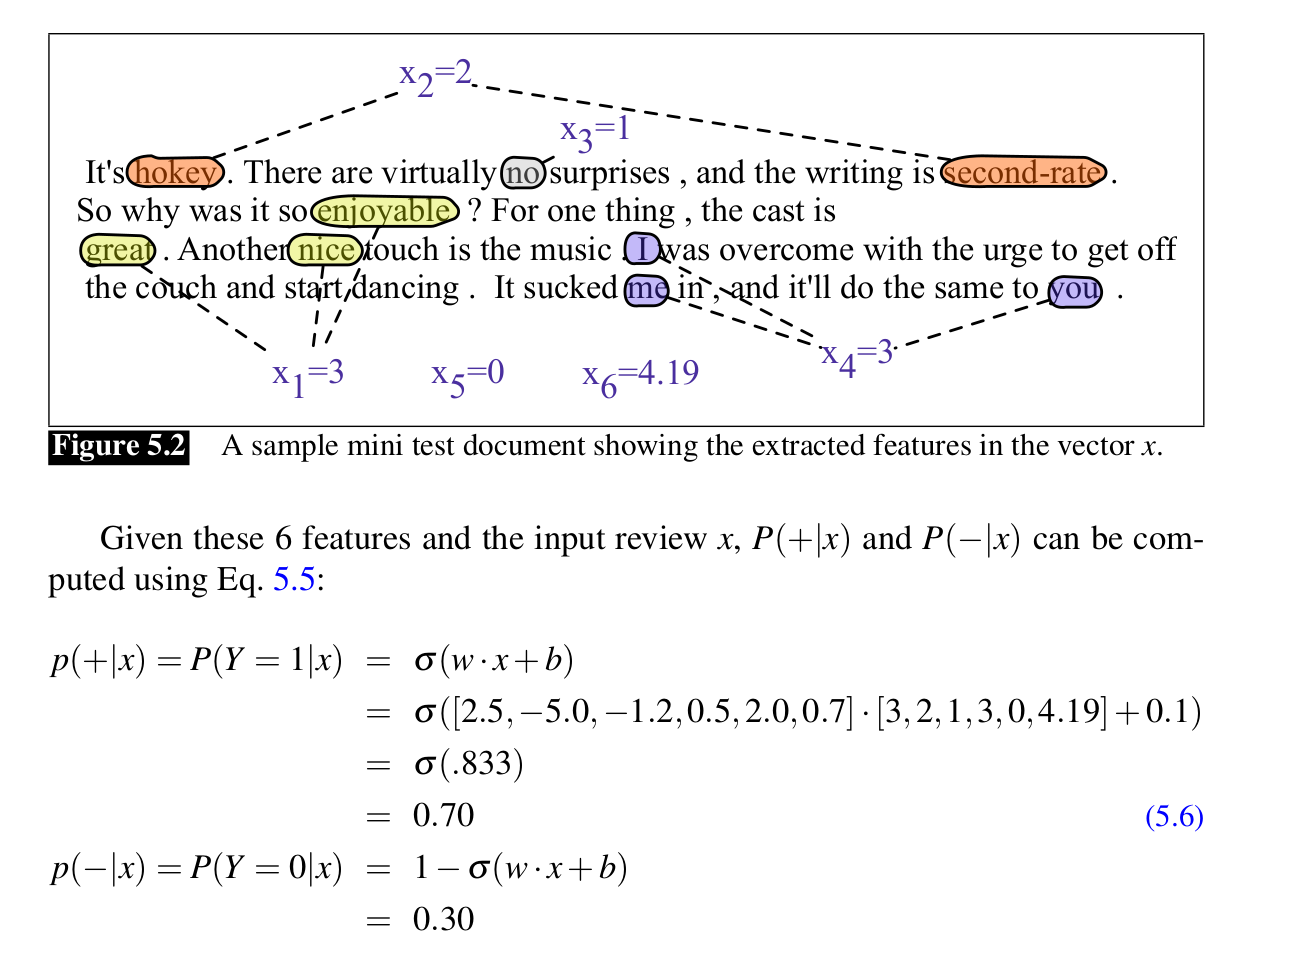 x2=2
x3=1
It's hokey . There are virtually no surprises , and the writing is second-rate .
So why was it so enjoyable ? For one thing , the cast is
great . Another nice touch is the music . I was overcome with the urge to get off
the couch and start dancing . It sucked me in , and it'll do the same to you .
x4=3
x1=3 x5=0 x6=4.19
Figure 5.2 A sample mini test document showing the extracted features in the vector x.
Given these 6 features and the input review x, P(+|x) and P(−|x) can be com-
puted using Eq. 5.5:
p(+|x) = P(Y = 1|x) = σ(w·x+b)
= σ([2.5,−5.0,−1.2,0.5,2.0,0.7]·[3,2,1,3,0,4.19]+0.1)
= σ(.833)
= 0.70 (5.6)
p(−|x) = P(Y = 0|x) = 1−σ(w·x+b)
= 0.30